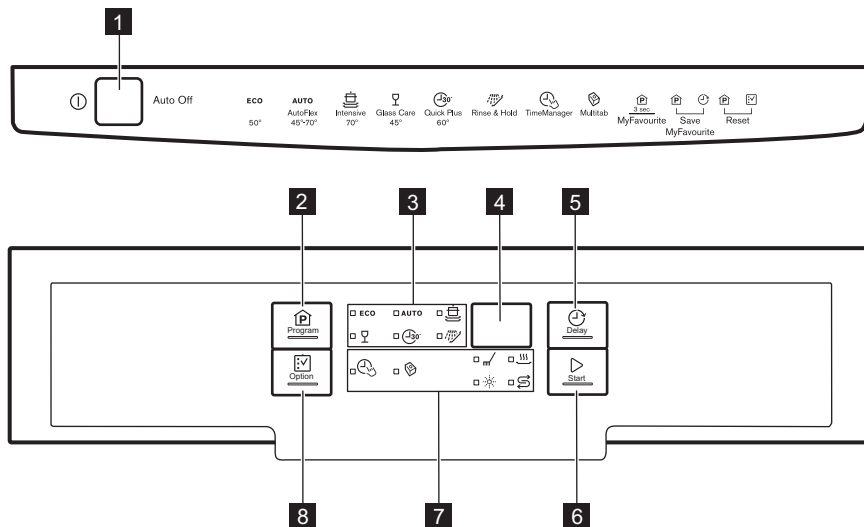 1
Auto Off
ECO
50°
AUTO
AutoFlex
45°-70°
Intensive
70°
Glass Care
45°
30'
Quick Plus
60°
Rinse & Hold
TimeManager
Multitab
P
3 sec.
MyFavourite
P
Save
MyFavourite
P
Reset
2
3
4
5
P
Program
ECO
AUTO
30'
Delay
Option
Start
8
7
6